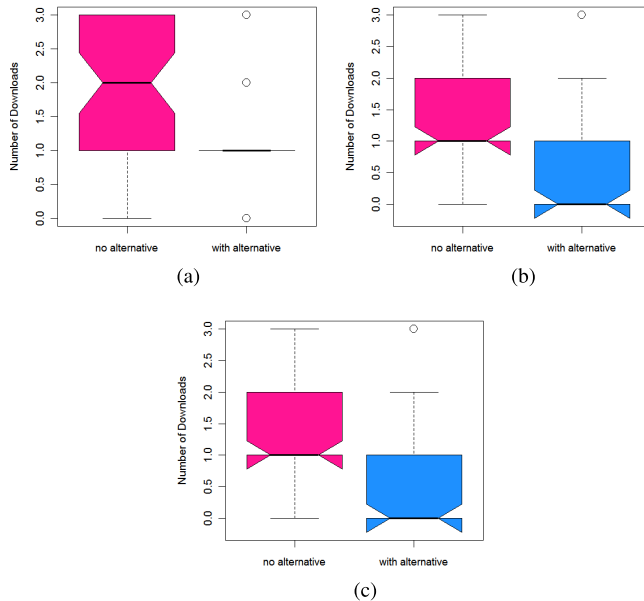 Number of Downloads
3.0
2.5
2.0
1.5
1.0
0.5
0.0
no alternative
with alternative
(a)
Number of Downloads
3.0
2.5
2.0
1.5
1.0
0.5
0.0
no alternative
with alternative
(b)
Number of Downloads
3.0
2.5
2.0
1.5
1.0
0.5
0.0
no alternative
with alternative
(c)